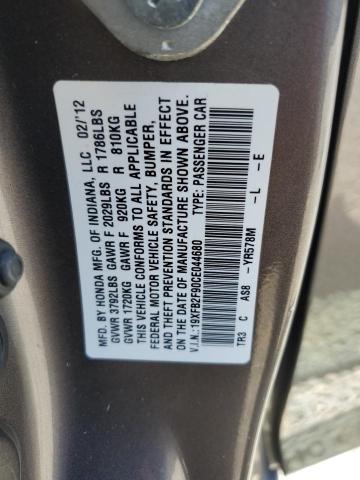 MFD. BY HONDA MFG. OF INDIANA, LLC 02/'12
GVWR 3792LBS GAWR F 2029LBS R 1786LBS
GVWR 1720KG GAWR F 920KG R 810KG
THIS VEHICLE CONFORMS TO ALL APPLICABLE
FEDERAL MOTOR VEHICLE SAFETY, BUMPER,
AND THEFT PREVENTION STANDARDS IN EFFECT
ON THE DATE OF MANUFACTURE SHOWN ABOVE.
V.I.N.: 19XFB2F90CE044680 TYPE: PASSENGER CAR
TR3 C AS8 -YR578M -L -E